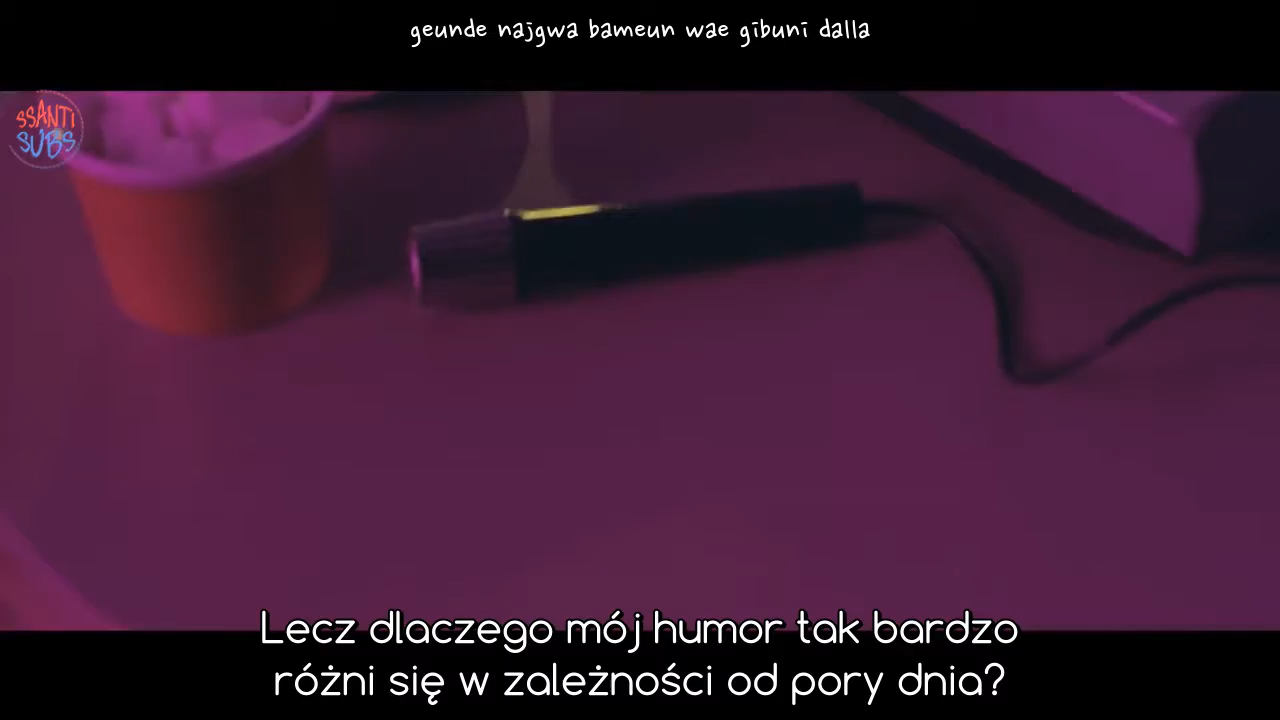 geunde najgwa bameun wae gibuni dalla
SSANTI
SUBS
Lecz dlaczego mój humor tak bardzo
różni się w zależności od pory dnia?